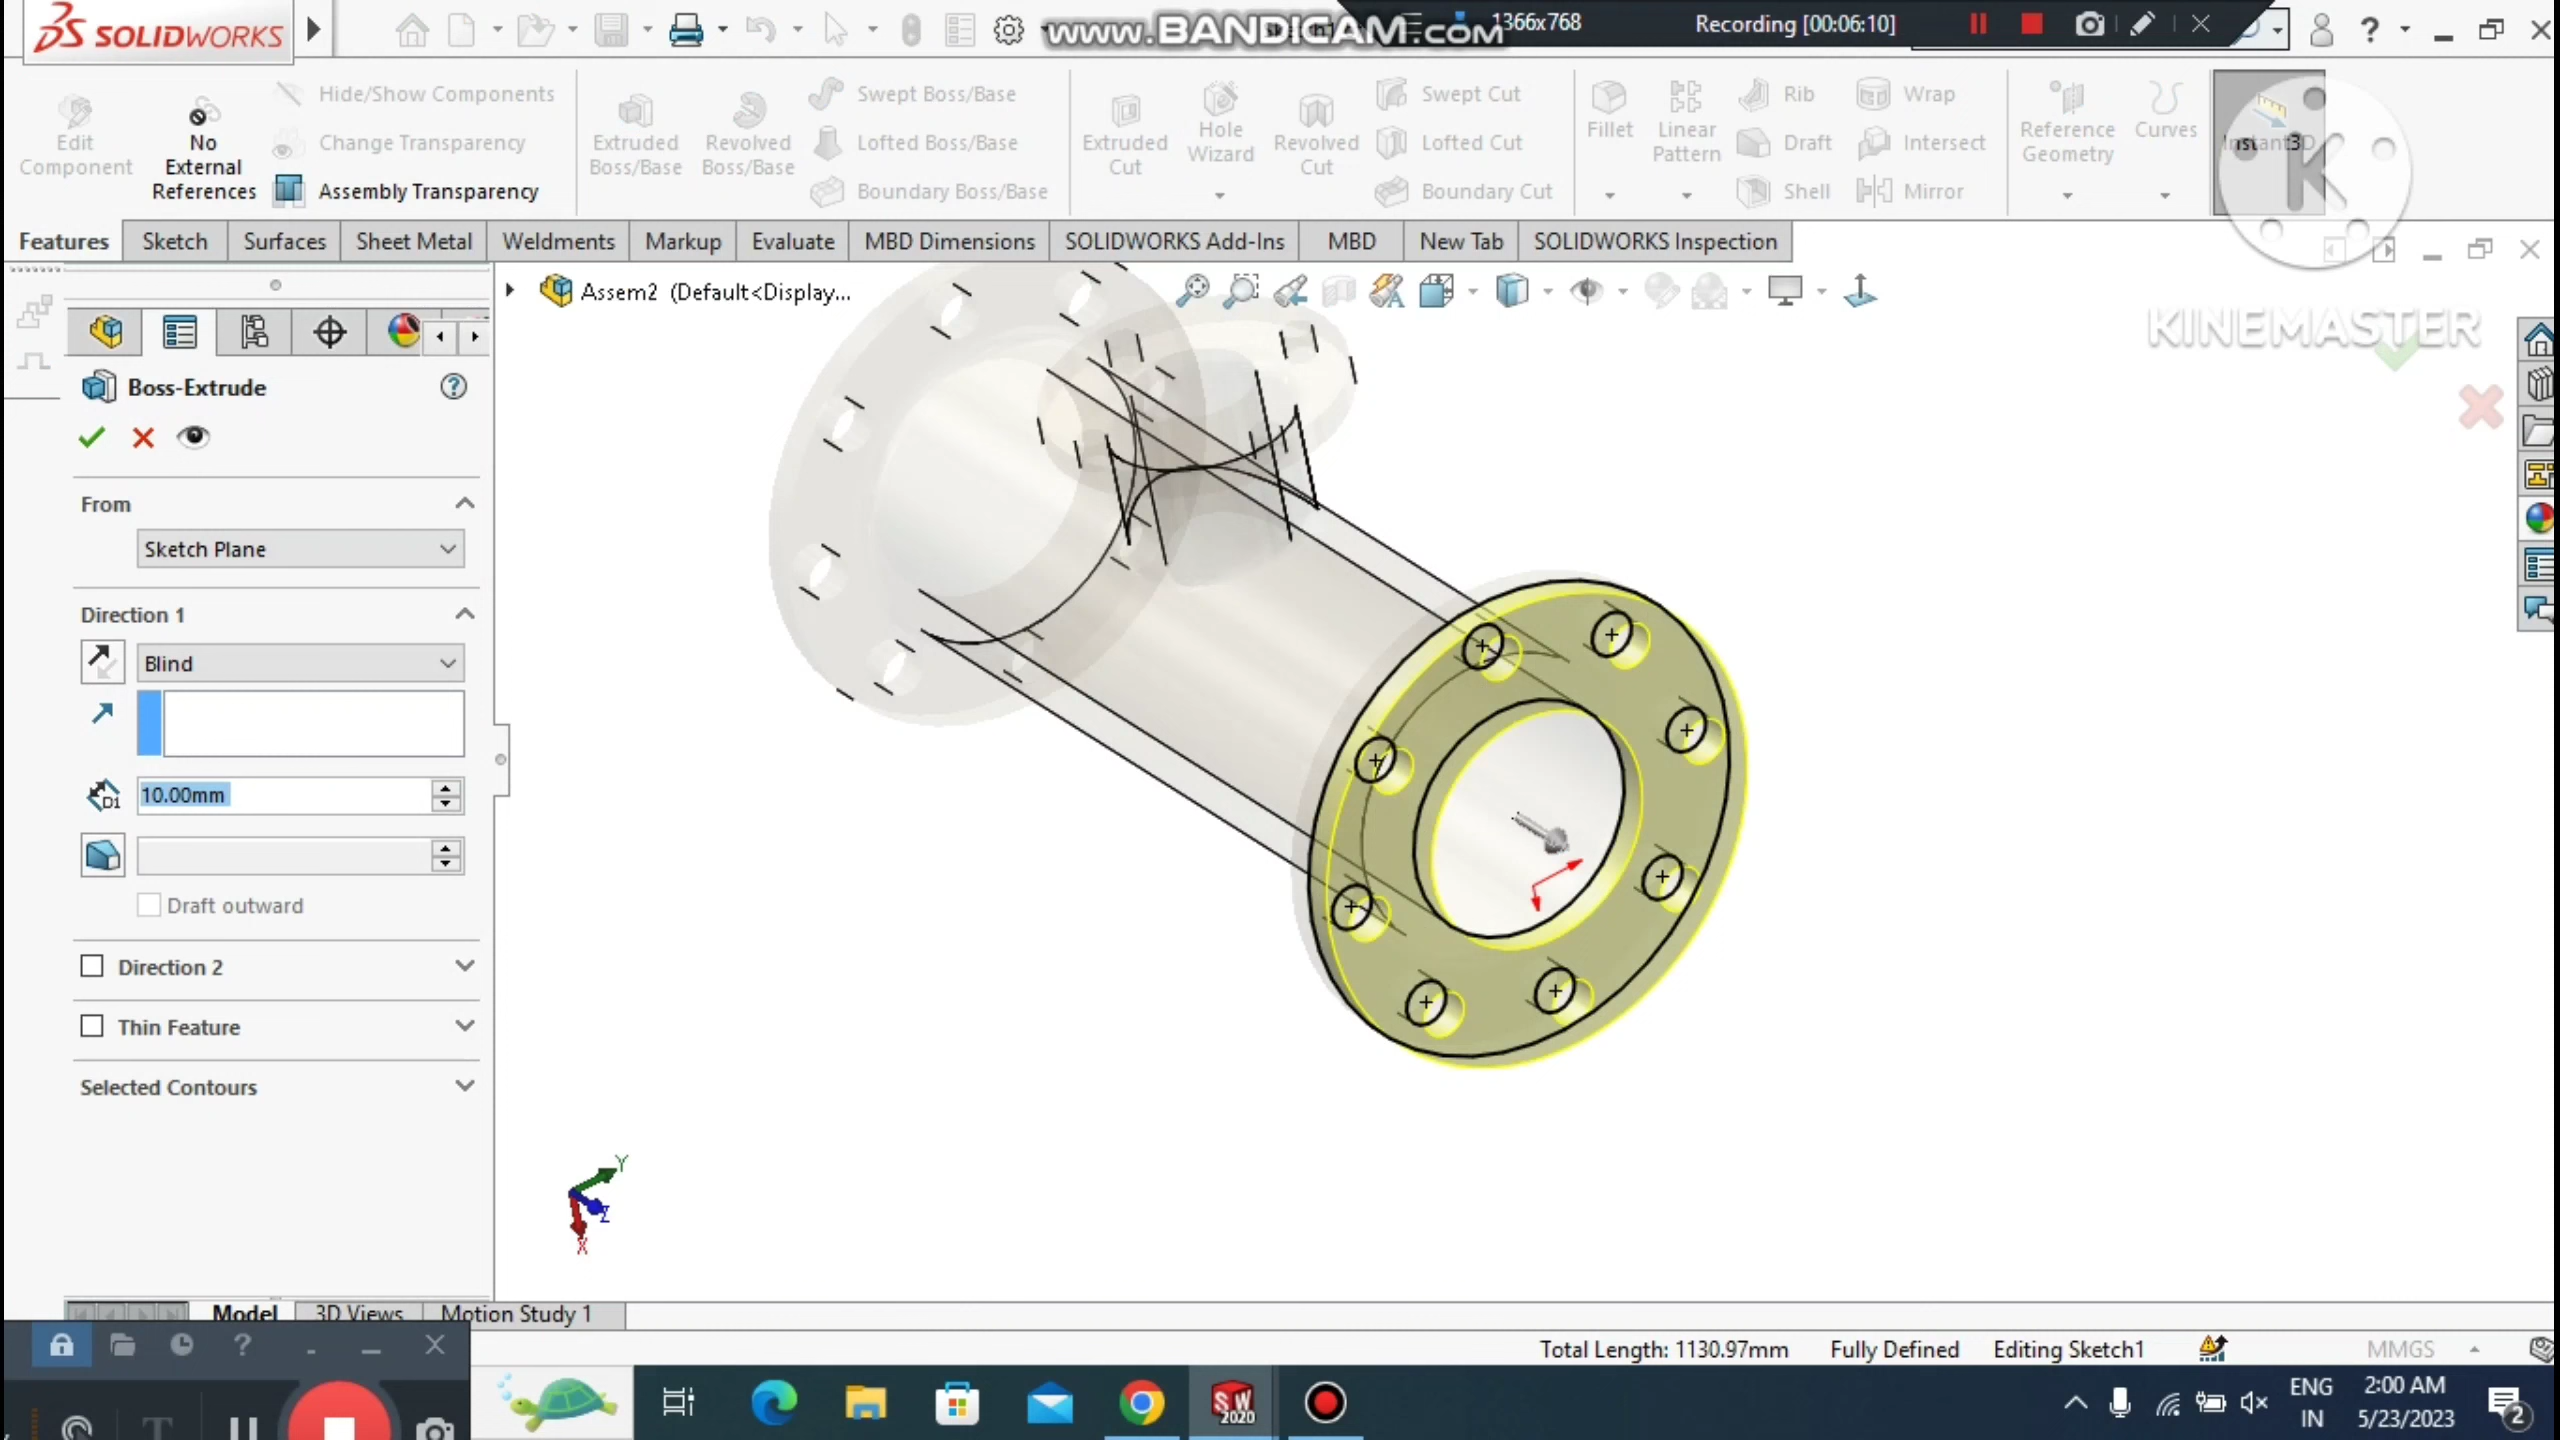 SOLIDWORKS
www.BANDICAM.com
1366x768
Recording [00:06:10]
Edit Component
No External References
Hide/Show Components
Change Transparency
Assembly Transparency
Extruded Boss/Base
Revolved Boss/Base
Swept Boss/Base
Lofted Boss/Base
Boundary Boss/Base
Extruded Cut
Hole Wizard
Revolved Cut
Swept Cut
Lofted Cut
Boundary Cut
Fillet
Linear Pattern
Rib
Draft
Shell
Wrap
Intersect
Mirror
Reference Geometry
Curves
Instant3D
K
KINEMASTER
Features
Sketch
Surfaces
Sheet Metal
Weldments
Markup
Evaluate
MBD Dimensions
SOLIDWORKS Add-Ins
MBD
New Tab
SOLIDWORKS Inspection
Assem2 (Default<Display...
Boss-Extrude
From
Sketch Plane
Direction 1
Blind
D1
10.00mm
Draft outward
Direction 2
Thin Feature
Selected Contours
Y
Z
X
Model
3D Views
Motion Study 1
Total Length: 1130.97mm
Fully Defined
Editing Sketch1
MMGS
SW
2020
ENG
IN
2:00 AM
5/23/2023
2